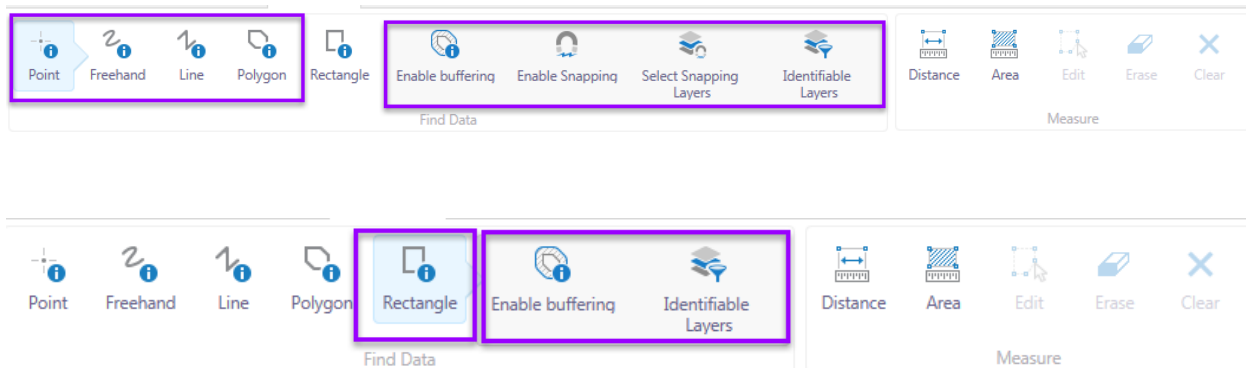 Point Freehand Line Polygon Rectangle Enable buffering Enable Snapping Select Snapping Identifiable Distance Area Edit Erase Clear
Layers Layers
Find Data Measure
Point Freehand Line Polygon Rectangle Enable buffering Identifiable Distance Area Edit Erase Clear
Layers
Find Data Measure